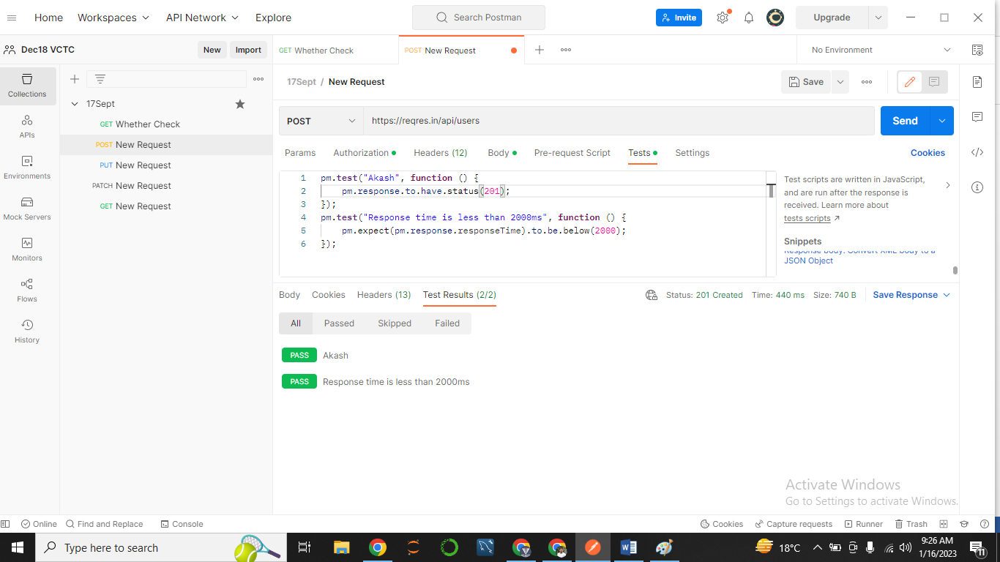 Home Workspaces API Network Explore Search Postman Invite Upgrade
Dec18 VCTC New Import GET Whether Check POST New Request No Environment
17Sept / New Request Save
Collections
APIs
Environments
Mock Servers
Monitors
Flows
History
17Sept
GET Whether Check
POST New Request
PUT New Request
PATCH New Request
GET New Request
POST https://reqres.in/api/users Send
Params Authorization Headers (12) Body Pre-request Script Tests Settings Cookies
1 pm.test("Akash", function () {
2 pm.response.to.have.status(201);
3 });
4 pm.test("Response time is less than 2000ms", function () {
5 pm.expect(pm.response.responseTime).to.be.below(2000);
6 });
Test scripts are written in JavaScript,
and are run after the response is
received. Learn more about
tests scripts ↗
Snippets
Response body: Convert XML body to a
JSON Object
Body Cookies Headers (13) Test Results (2/2) Status: 201 Created Time: 440 ms Size: 740 B Save Response
All Passed Skipped Failed
PASS Akash
PASS Response time is less than 2000ms
Activate Windows
Go to Settings to activate Windows.
Online Find and Replace Console Cookies Capture requests Runner Trash
Type here to search 18°C 9:26 AM
1/16/2023 11